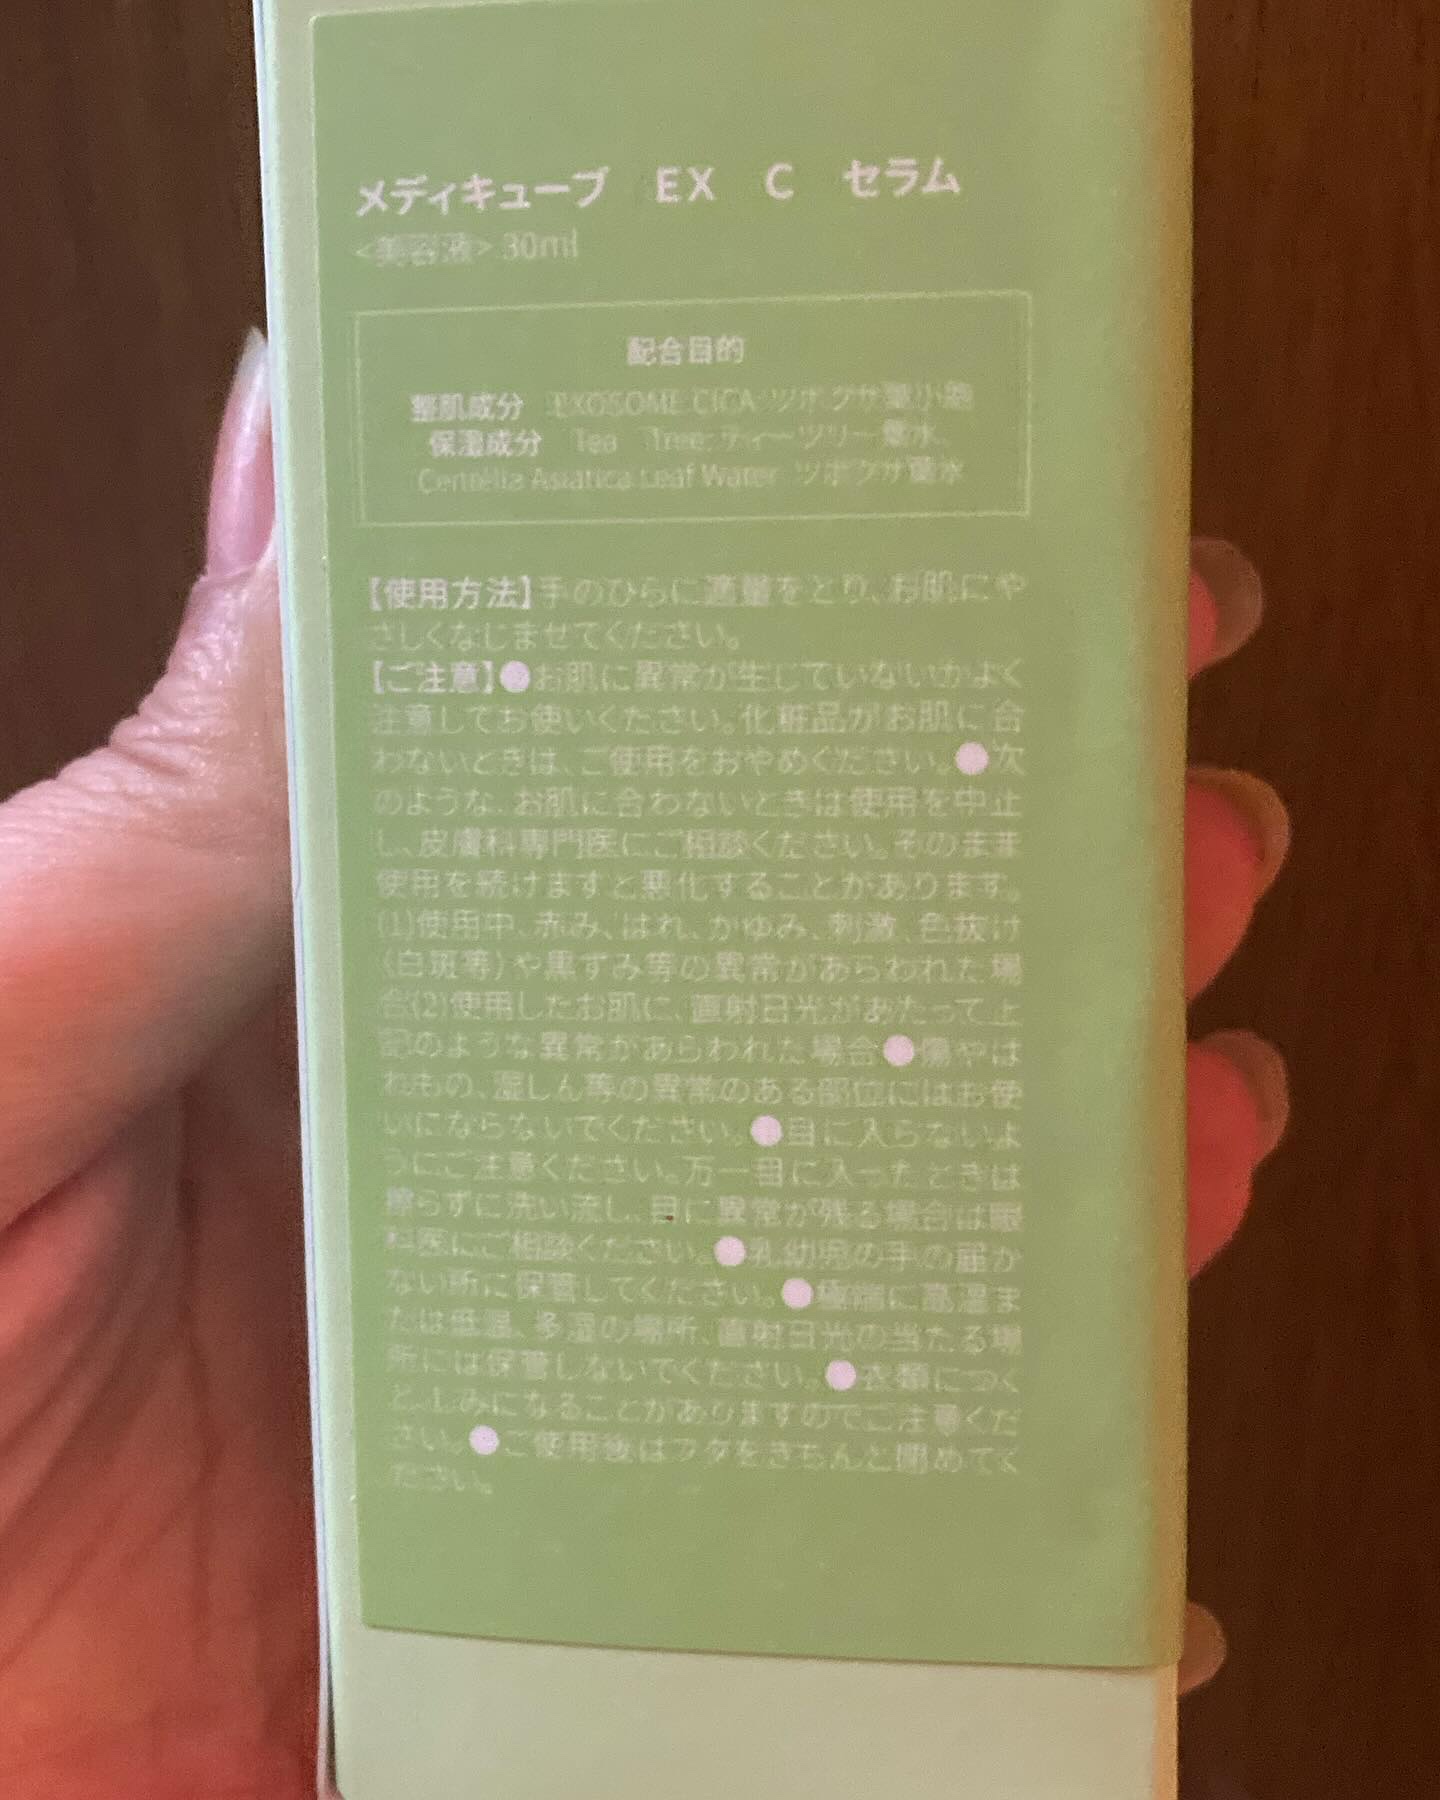 メディキューブ EX C セラム
<美容液> 30ml
配合目的
整肌成分 EXOSOME CICA:ツボクサ葉小胞
保湿成分 Tea Tree:ティーツリー葉水、
Centella Asiatica Leaf Water ツボクサ葉水
【使用方法】手のひらに適量をとり、お肌にや
さしくなじませてください。
【ご注意】●お肌に異常が生じていないかよく
注意してお使いください。化粧品がお肌に合
わないときは、ご使用をおやめください。●次
のような、お肌に合わないときは使用を中止
し、皮膚科専門医にご相談ください。そのまま
使用を続けますと悪化することがあります。
(1)使用中、赤み、はれ、かゆみ、刺激、色抜け
(白斑等)や黒ずみ等の異常があらわれた場
合(2)使用したお肌に、直射日光があたって上
記のような異常があらわれた場合●傷やは
れもの、湿しん等の異常のある部位にはお使
いにならないでください。●目に入らないよ
うにご注意ください。万一目に入ったときは
擦らずに洗い流し、目に異常が残る場合は眼
科医にご相談ください。●乳幼児の手の届か
ない所に保管してください。●極端に高温ま
たは低温、多湿の場所、直射日光の当たる場
所には保管しないでください。●衣類につく
と、しみになることがありますのでご注意くだ
さい。●ご使用後はフタをきちんと閉めてく
ださい。